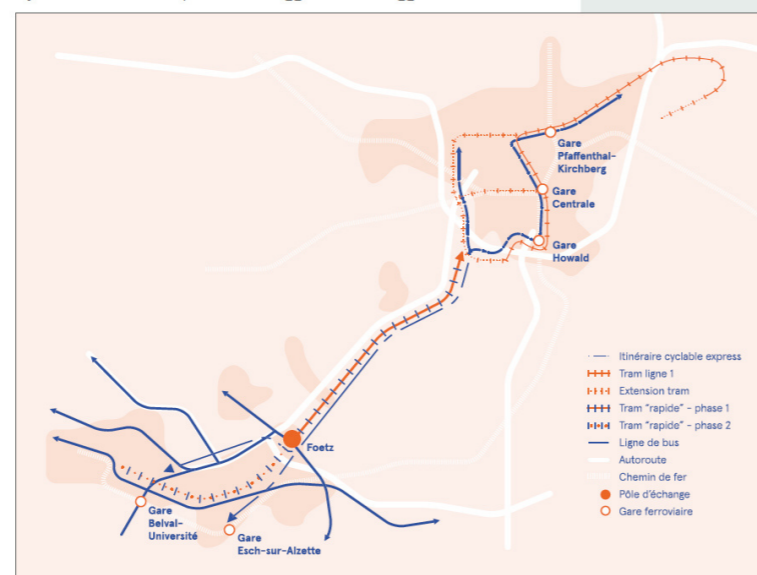 Gare
Pfaffenthal-
Kirchberg
Gare
Centrale
Gare
Howald
Foetz
Gare
Belval-
Université
Gare
Esch-sur-Alzette
Itinéraire cyclable express
Tram ligne 1
Extension tram
Tram "rapide" - phase 1
Tram "rapide" - phase 2
Ligne de bus
Autoroute
Chemin de fer
Pôle d'échange
Gare ferroviaire